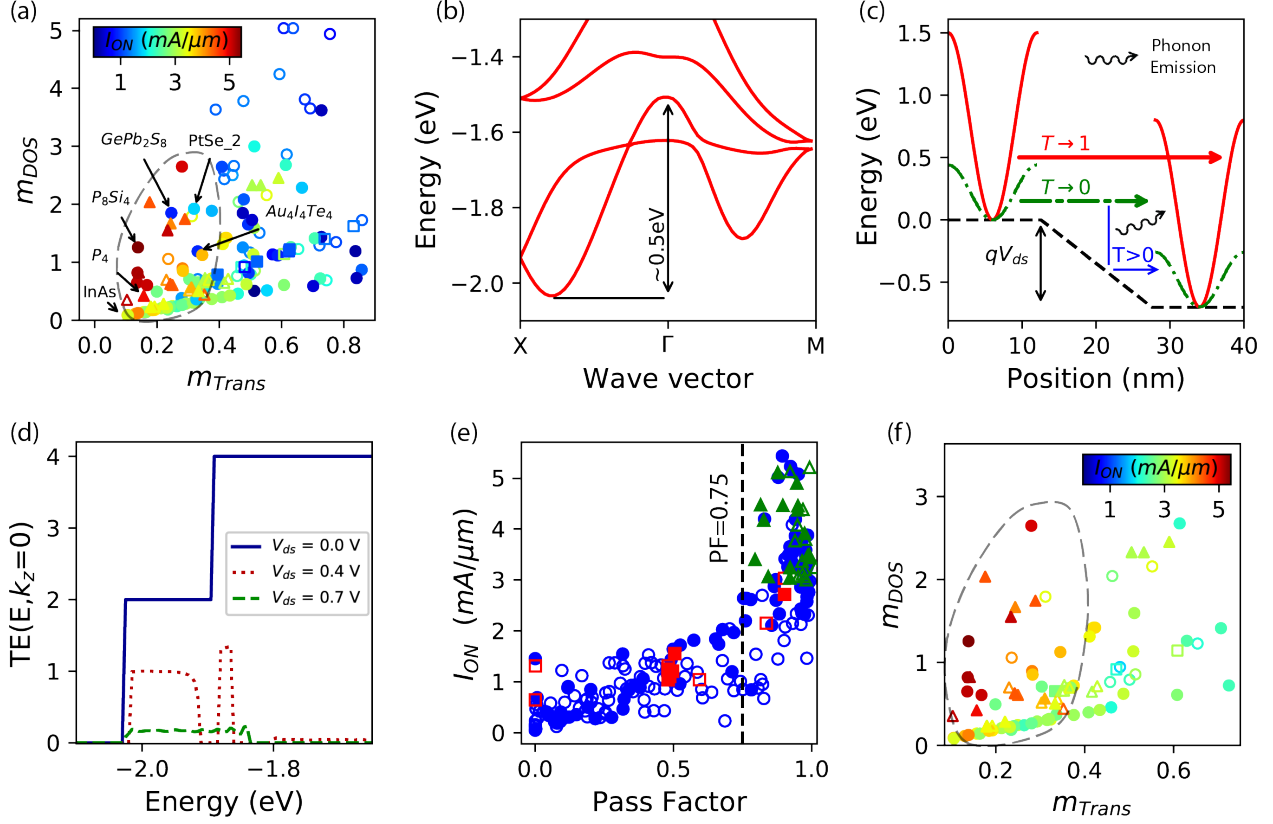 (a)
5
4
3
2
1
0
m_DOS
I_ON (mA/μm)
1 3 5
GePb₂S₈
PtSe_2
P₈Si₄
Au₄I₄Te₄
P₄
InAs
0.0 0.2 0.4 0.6 0.8
m_Trans
(b)
−1.4
−1.6
−1.8
−2.0
Energy (eV)
~0.5eV
X Γ M
Wave vector
(c)
1.5
1.0
0.5
0.0
−0.5
Energy (eV)
Phonon
Emission
T→1
T→0
T>0
qV_ds
0 10 20 30 40
Position (nm)
(d)
4
3
2
1
0
TE(E,k_z=0)
V_ds = 0.0 V
V_ds = 0.4 V
V_ds = 0.7 V
−2.0 −1.8
Energy (eV)
(e)
5
4
3
2
1
0
I_ON (mA/μm)
PF=0.75
0.0 0.5 1.0
Pass Factor
(f)
3
2
1
0
m_DOS
I_ON (mA/μm)
1 3 5
0.2 0.4 0.6
m_Trans